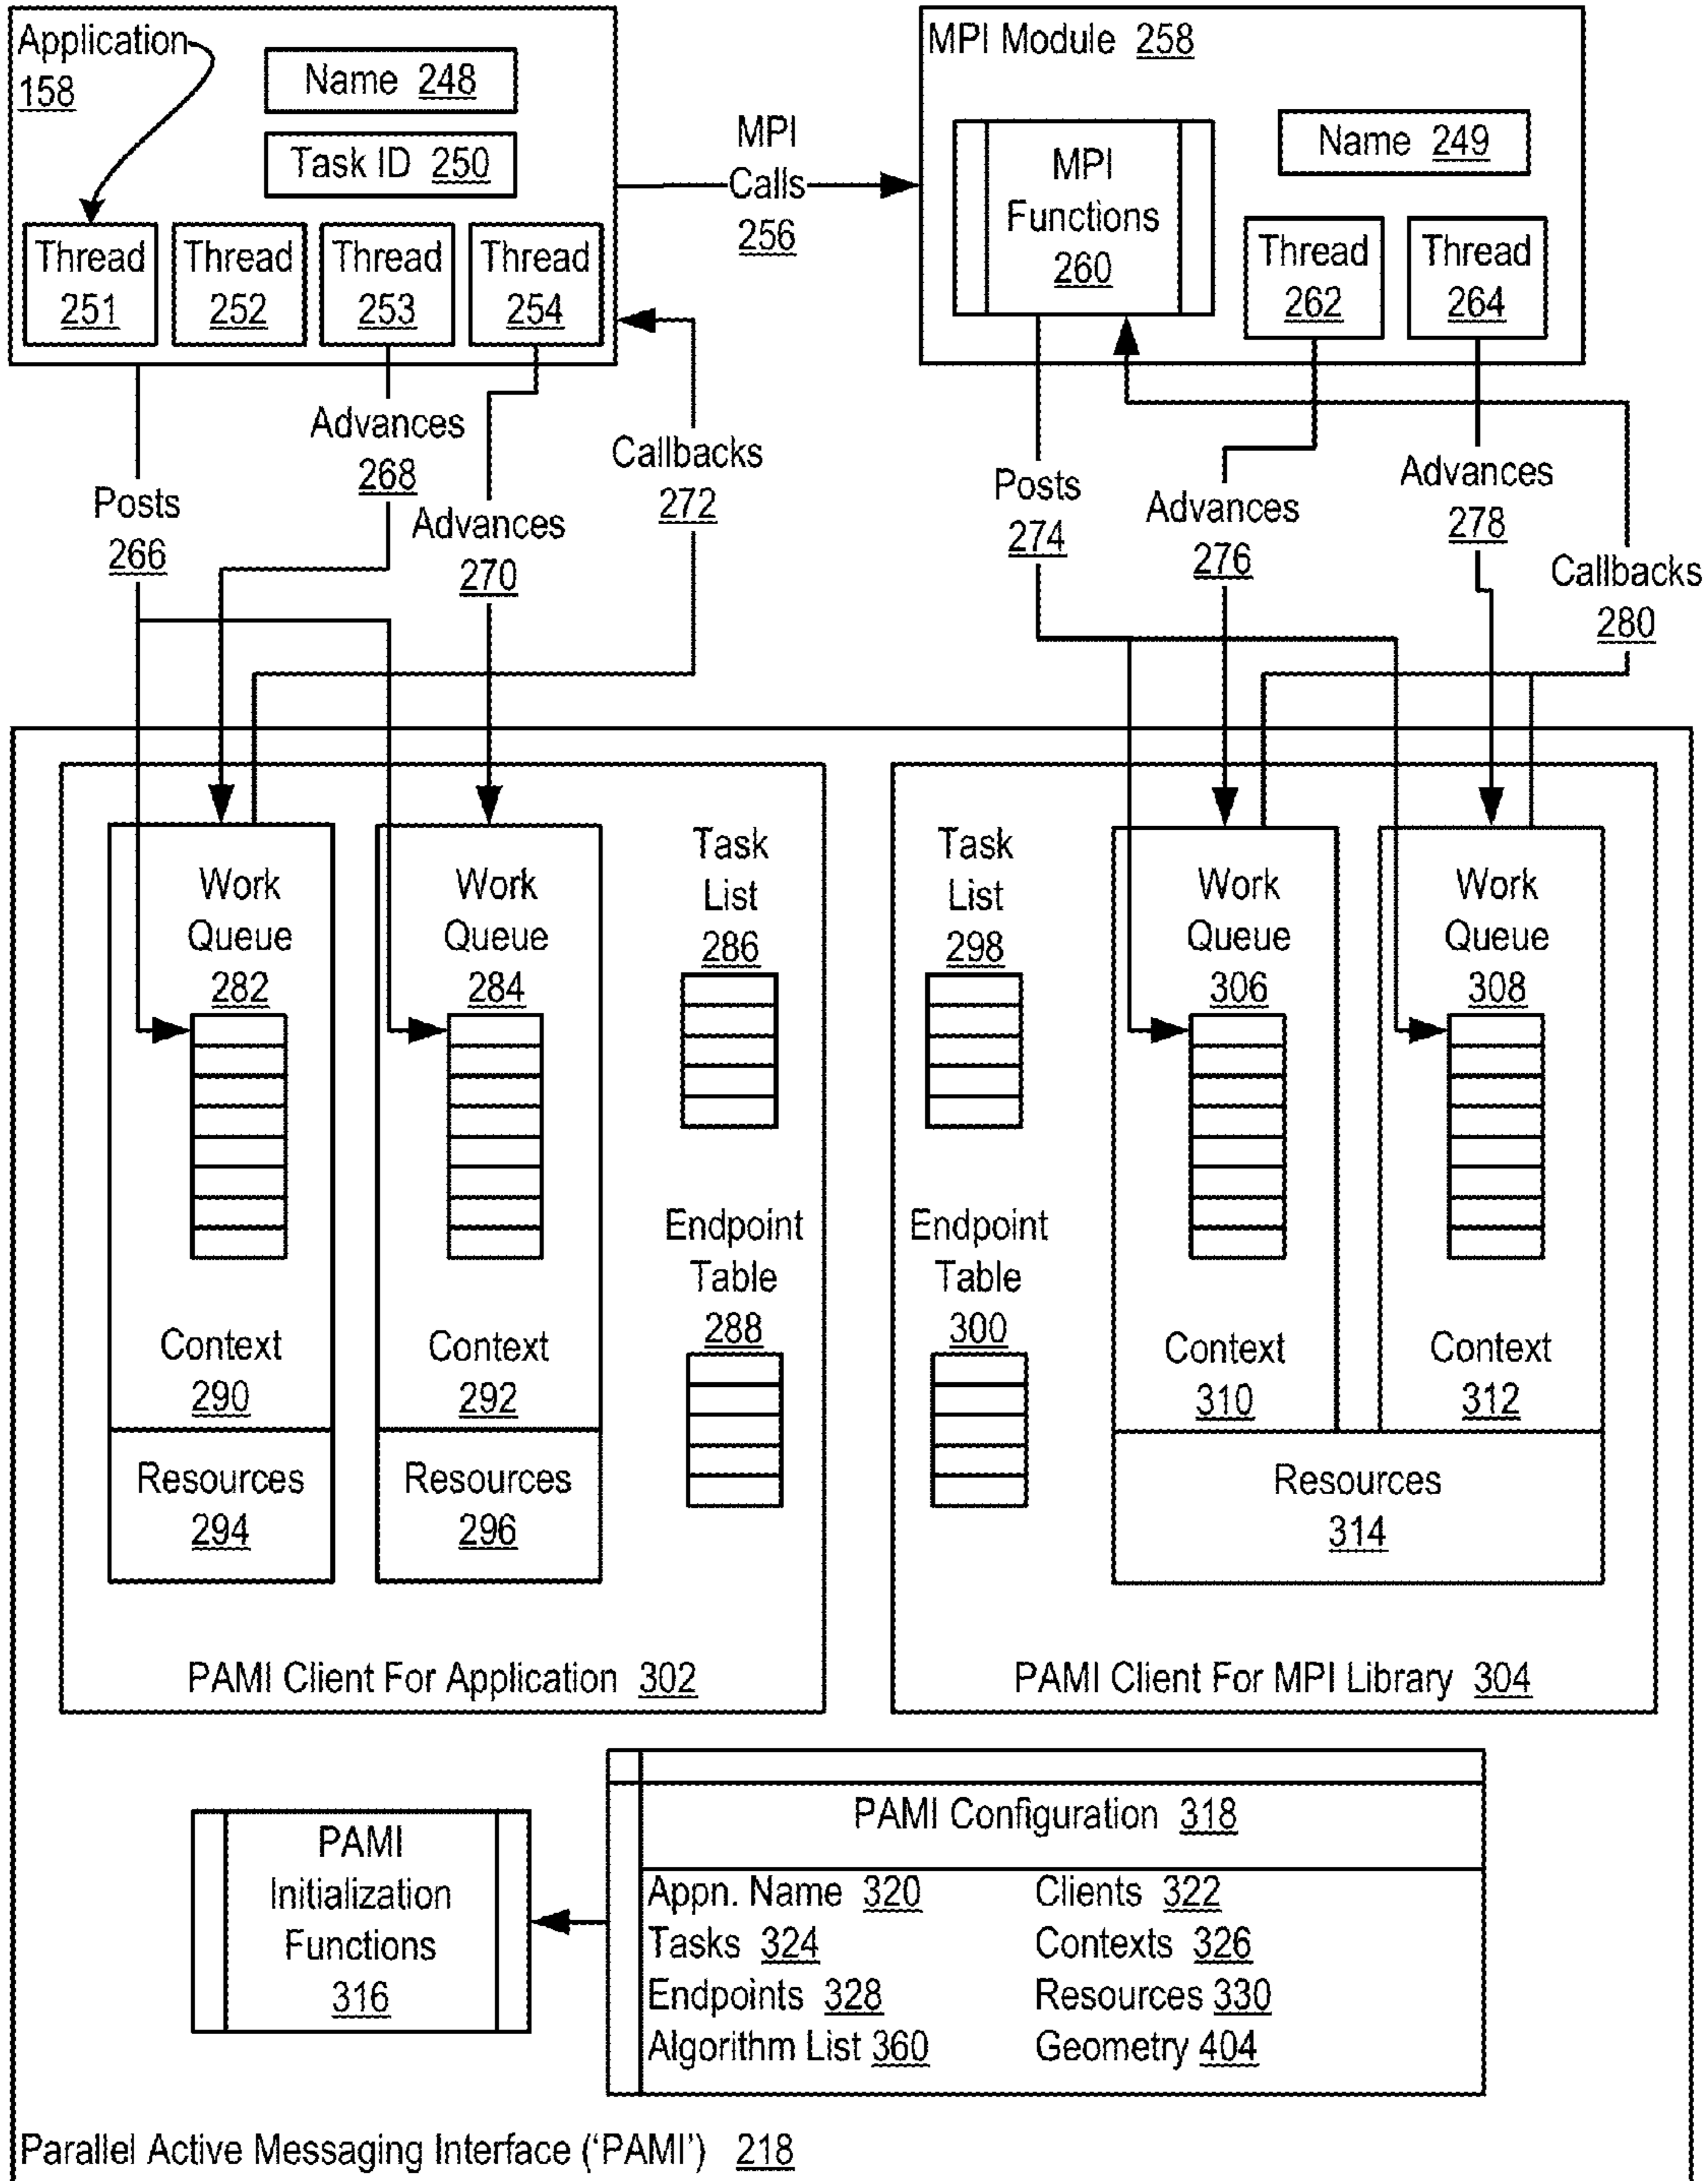 Application
158
Name 248
Task ID 250
Thread
251
Thread
252
Thread
253
Thread
254
MPI
Calls
256
MPI Module 258
MPI
Functions
260
Name 249
Thread
262
Thread
264
Posts
266
Advances
268
Advances
270
Callbacks
272
Posts
274
Advances
276
Advances
278
Callbacks
280
Work
Queue
282
Work
Queue
284
Task
List
286
Endpoint
Table
288
Context
290
Context
292
Resources
294
Resources
296
PAMI Client For Application 302
Task
List
298
Endpoint
Table
300
Work
Queue
306
Work
Queue
308
Context
310
Context
312
Resources
314
PAMI Client For MPI Library 304
PAMI
Initialization
Functions
316
PAMI Configuration 318
Appn. Name 320 Clients 322
Tasks 324 Contexts 326
Endpoints 328 Resources 330
Algorithm List 360 Geometry 404
Parallel Active Messaging Interface (‘PAMI’) 218